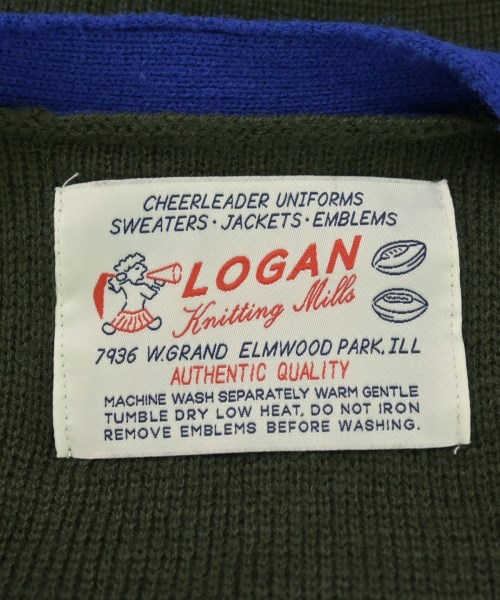 CHEERLEADER UNIFORMS
SWEATERS · JACKETS · EMBLEMS
LOGAN
Knitting Mills
7936 W. GRAND ELMWOOD PARK, ILL
AUTHENTIC QUALITY
MACHINE WASH SEPARATELY WARM GENTLE
TUMBLE DRY LOW HEAT, DO NOT IRON
REMOVE EMBLEMS BEFORE WASHING.